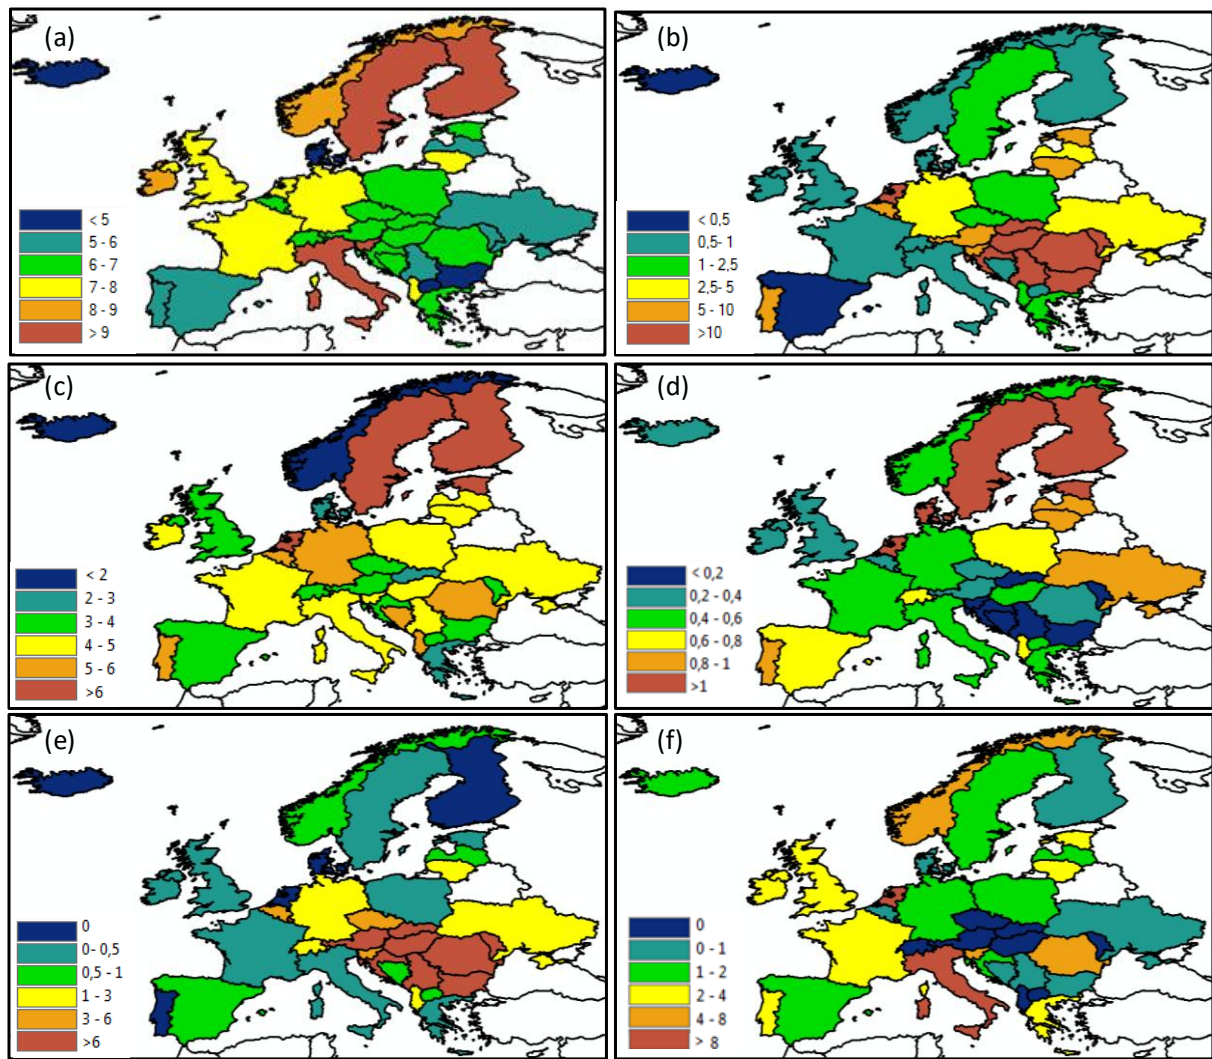 (a)
< 5
5 - 6
6 - 7
7 - 8
8 - 9
> 9
(b)
< 0,5
0,5- 1
1 - 2,5
2,5- 5
5 - 10
>10
(c)
< 2
2 - 3
3 - 4
4 - 5
5 - 6
>6
(d)
< 0,2
0,2 - 0,4
0,4 - 0,6
0,6 - 0,8
0,8 - 1
>1
(e)
0
0- 0,5
0,5 - 1
1 - 3
3 - 6
>6
(f)
0
0 - 1
1 - 2
2 - 4
4 - 8
> 8